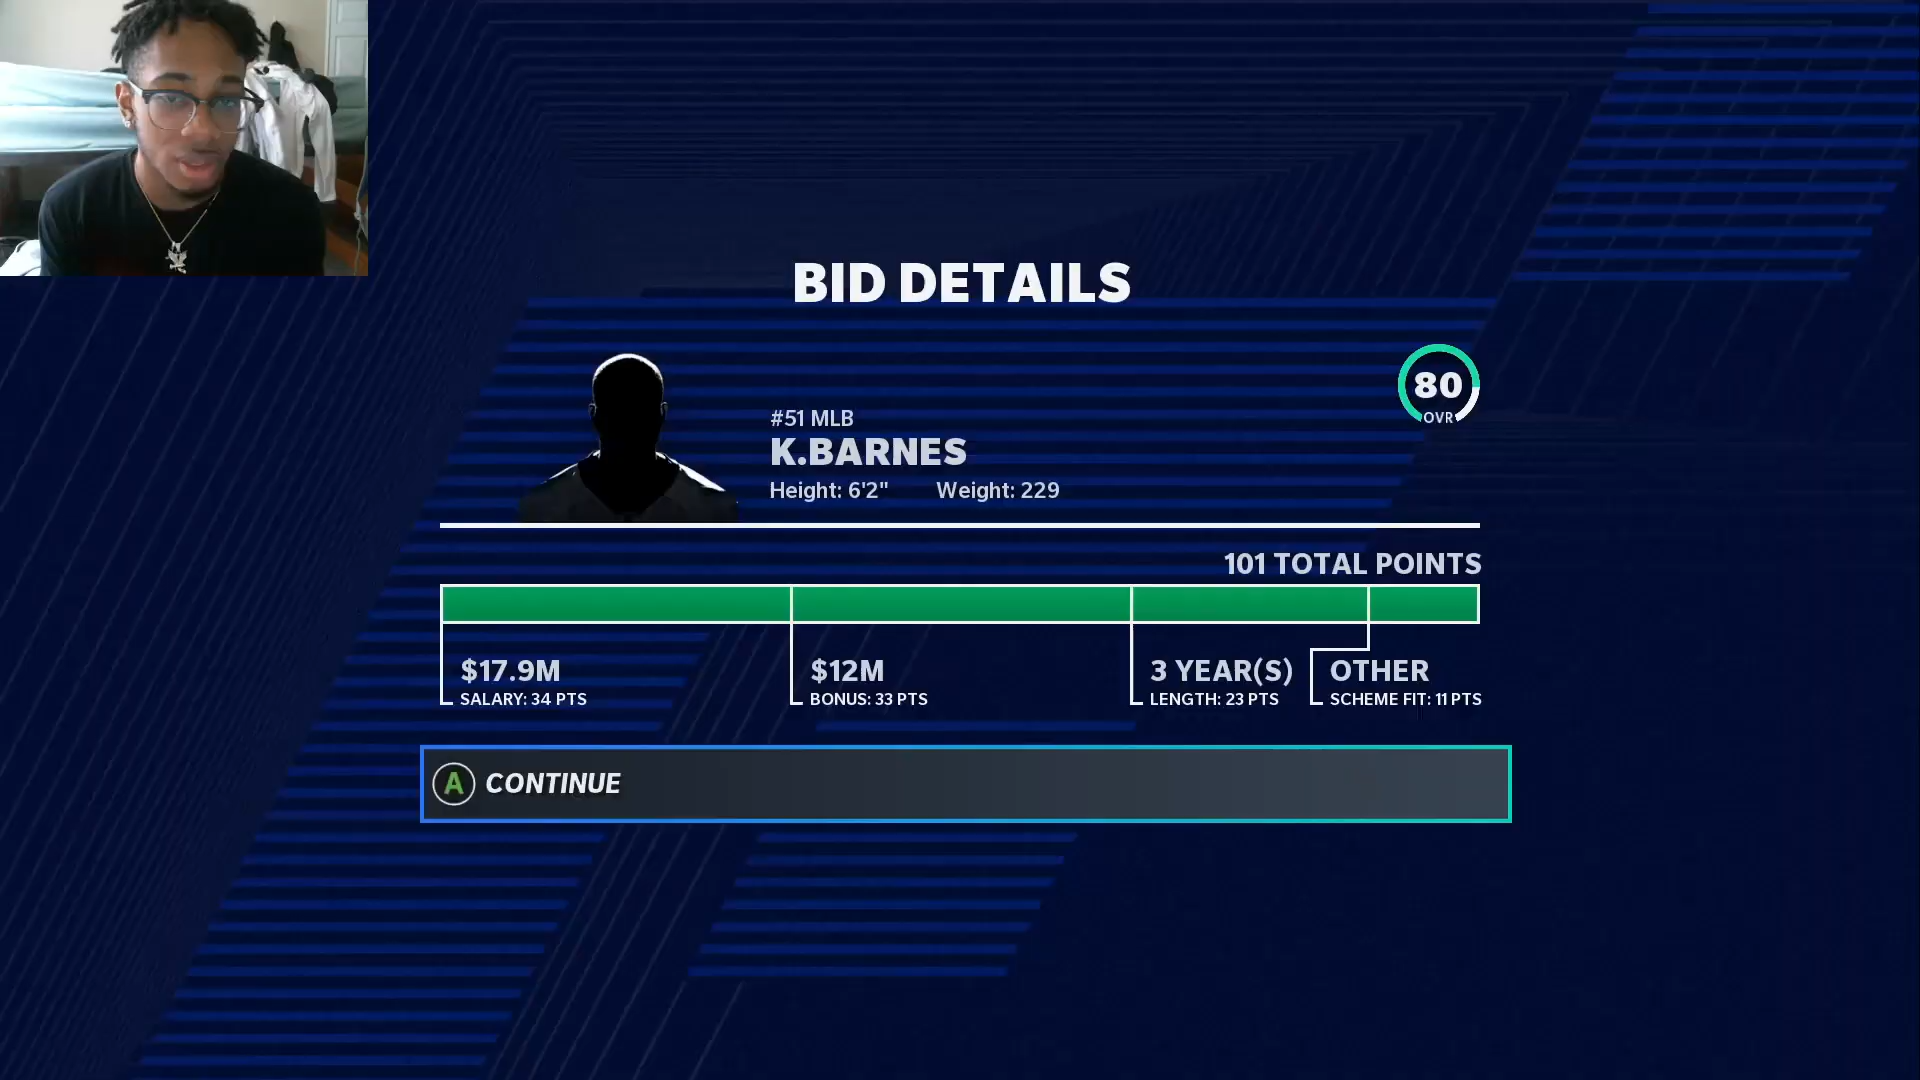 BID DETAILS
80
OVR
#51 MLB
K.BARNES
Height: 6'2" Weight: 229
101 TOTAL POINTS
$17.9M
SALARY: 34 PTS
$12M
BONUS: 33 PTS
3 YEAR(S)
LENGTH: 23 PTS
OTHER
SCHEME FIT: 11 PTS
A CONTINUE